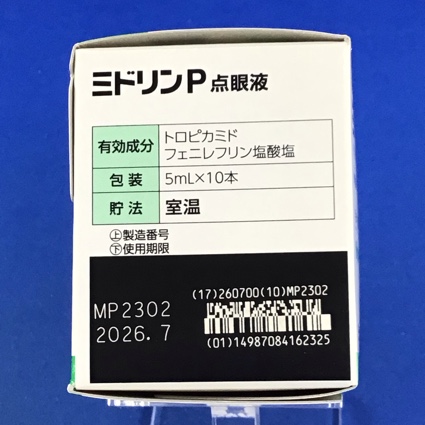 ミドリンP 点眼液
有効成分 トロピカミド
フェニレフリン塩酸塩
包装 5mL×10本
貯法 室温
㊤製造番号
㊦使用期限
(17)260700(10)MP2302
MP2302
2026.7
(01)14987084162325